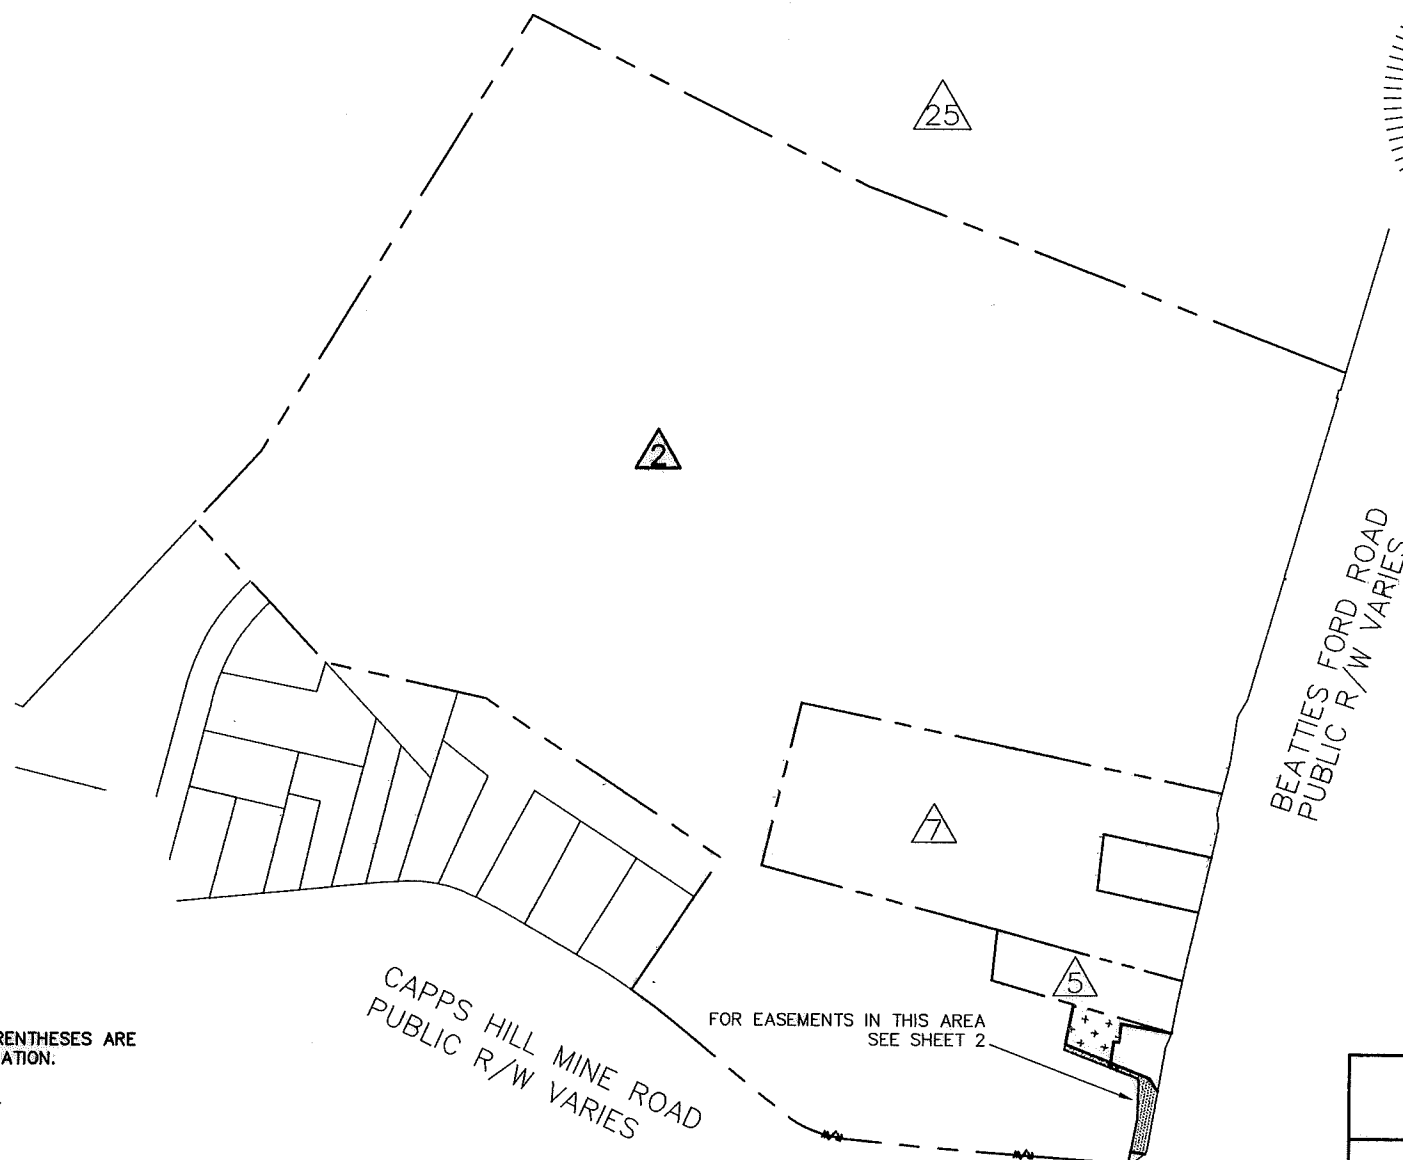 25
2
BEATTIES FORD ROAD
PUBLIC R/W VARIES
7
5
CAPPS HILL MINE ROAD
PUBLIC R/W VARIES
FOR EASEMENTS IN THIS AREA
SEE SHEET 2
RENTHESES ARE
ATION.